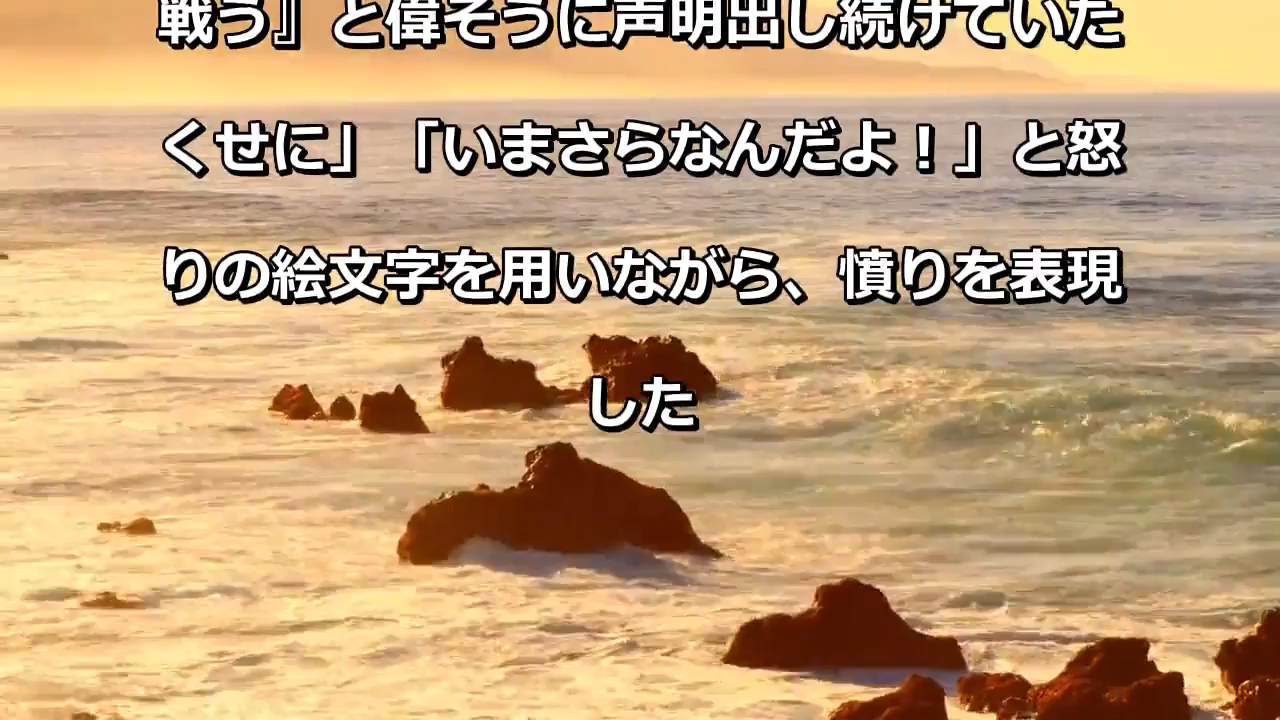 戦う』と偉そうに声明出し続けていた
くせに」「いまさらなんだよ！」と怒
りの絵文字を用いながら、憤りを表現
した